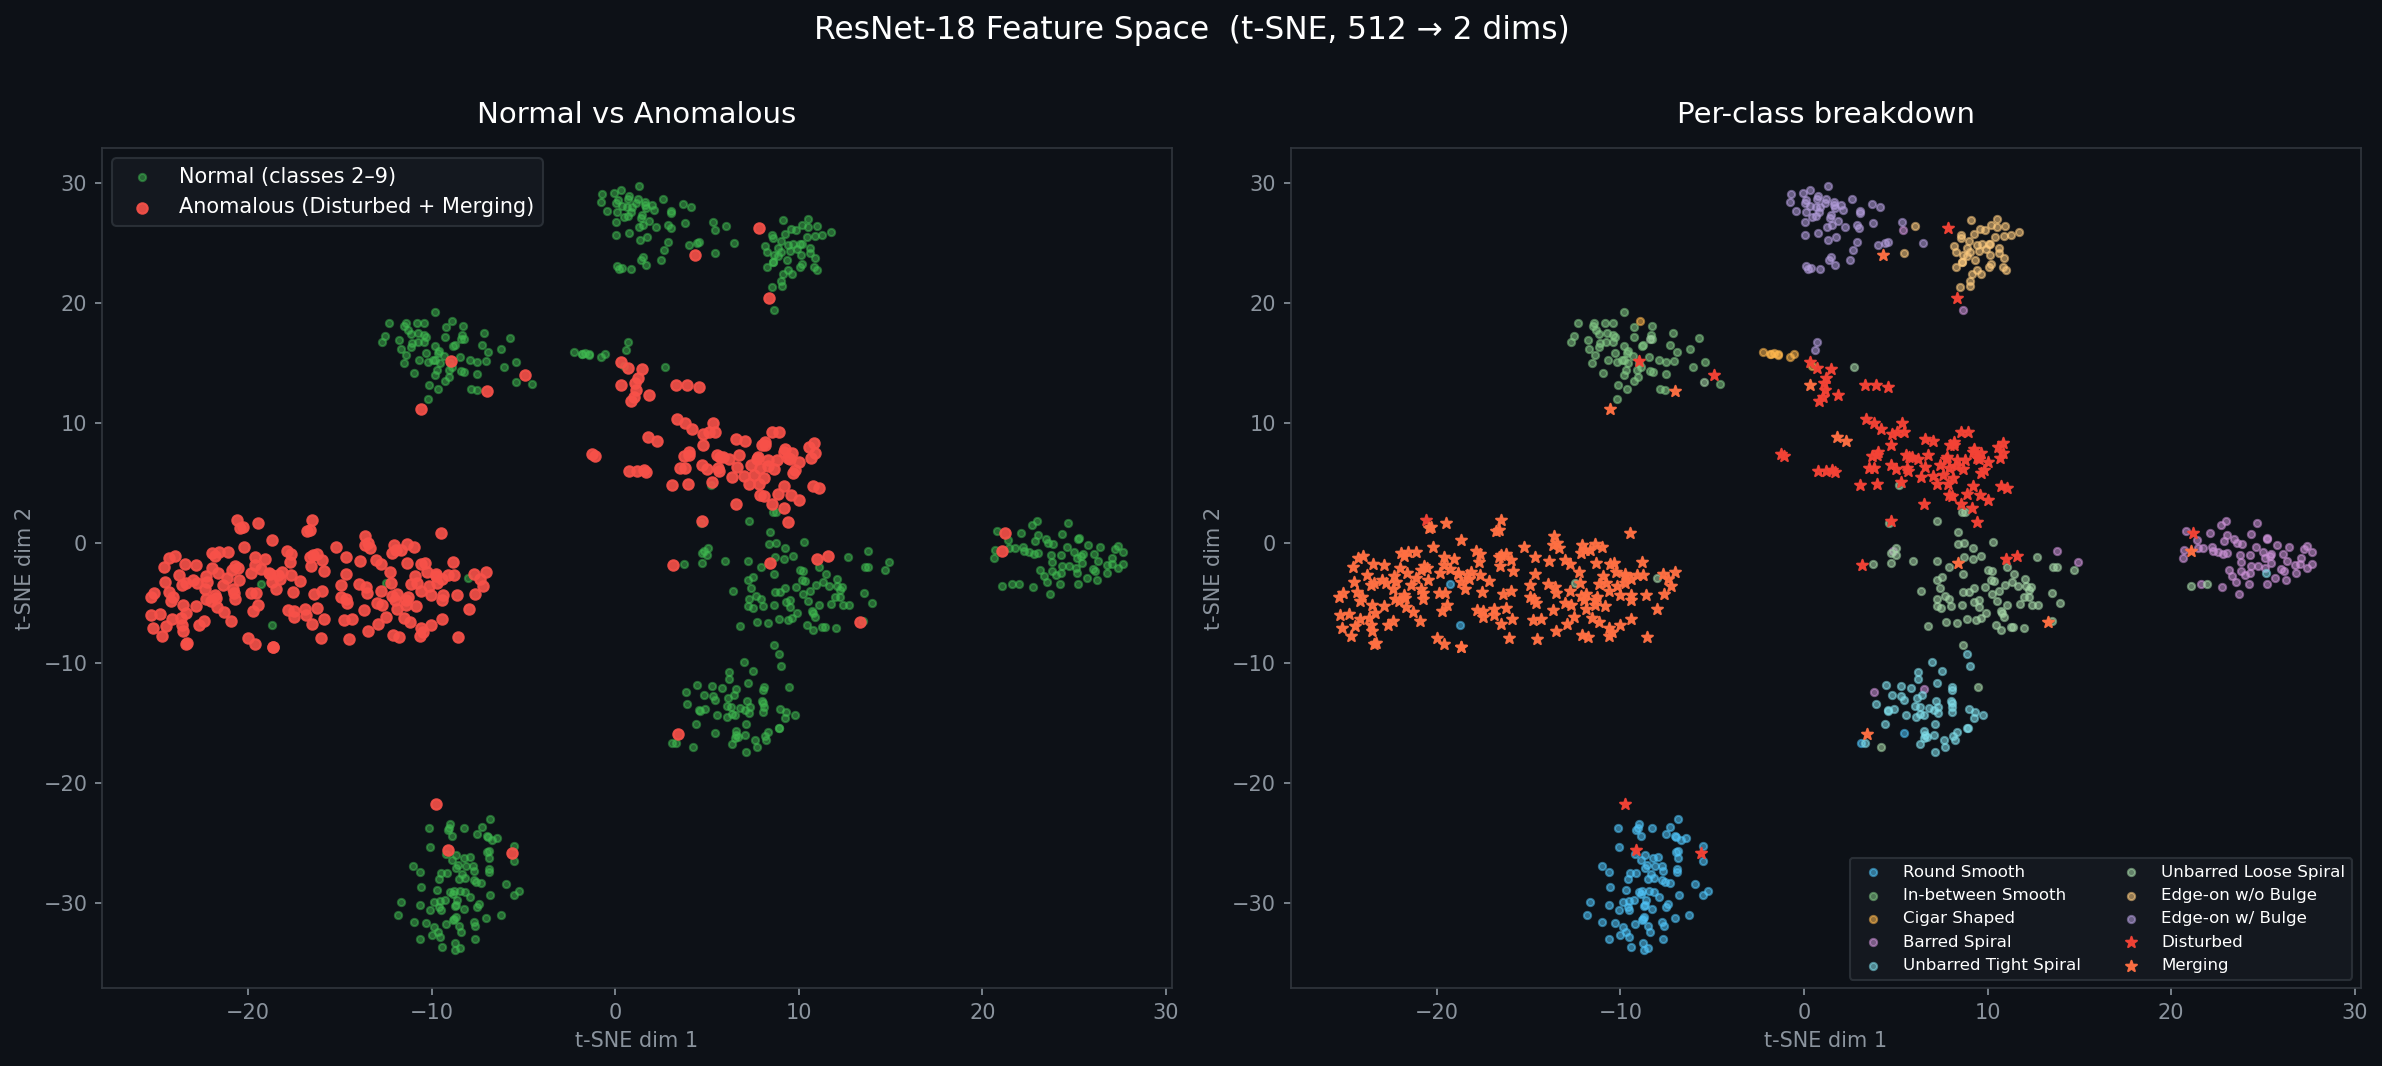 ResNet-18 Feature Space  (t-SNE, 512 → 2 dims)
Normal vs Anomalous
Normal (classes 2–9)
Anomalous (Disturbed + Merging)
30
20
10
0
−10
−20
−30
t-SNE dim 2
−20
−10
0
10
20
30
t-SNE dim 1
Per-class breakdown
30
20
10
0
−10
−20
−30
t-SNE dim 2
Round Smooth
In-between Smooth
Cigar Shaped
Barred Spiral
Unbarred Tight Spiral
Unbarred Loose Spiral
Edge-on w/o Bulge
Edge-on w/ Bulge
Disturbed
Merging
−20
−10
0
10
20
30
t-SNE dim 1